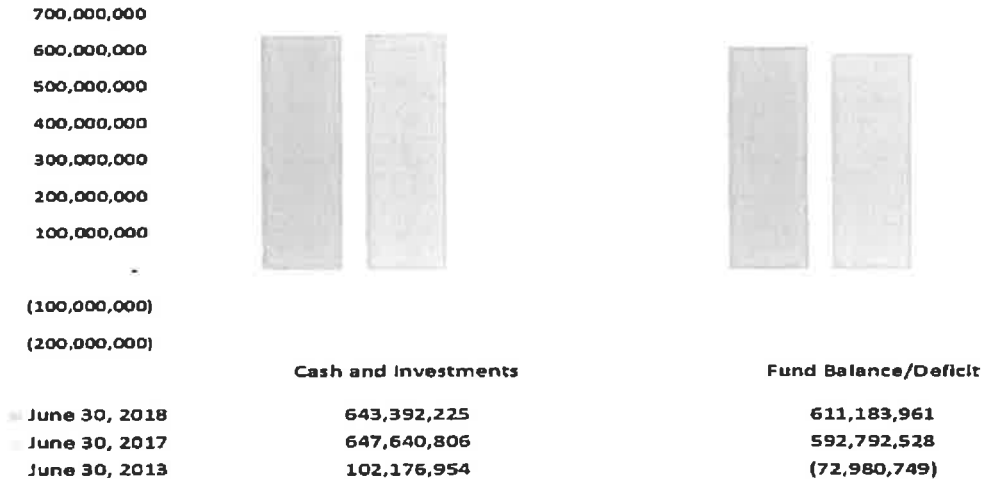 700,000,000
600,000,000
500,000,000
400,000,000
300,000,000
200,000,000
100,000,000
-
(100,000,000)
(200,000,000)
Cash and Investments Fund Balance/Deficit
June 30, 2018 643,392,225 611,183,961
June 30, 2017 647,640,806 592,792,528
June 30, 2013 102,176,954 (72,980,749)